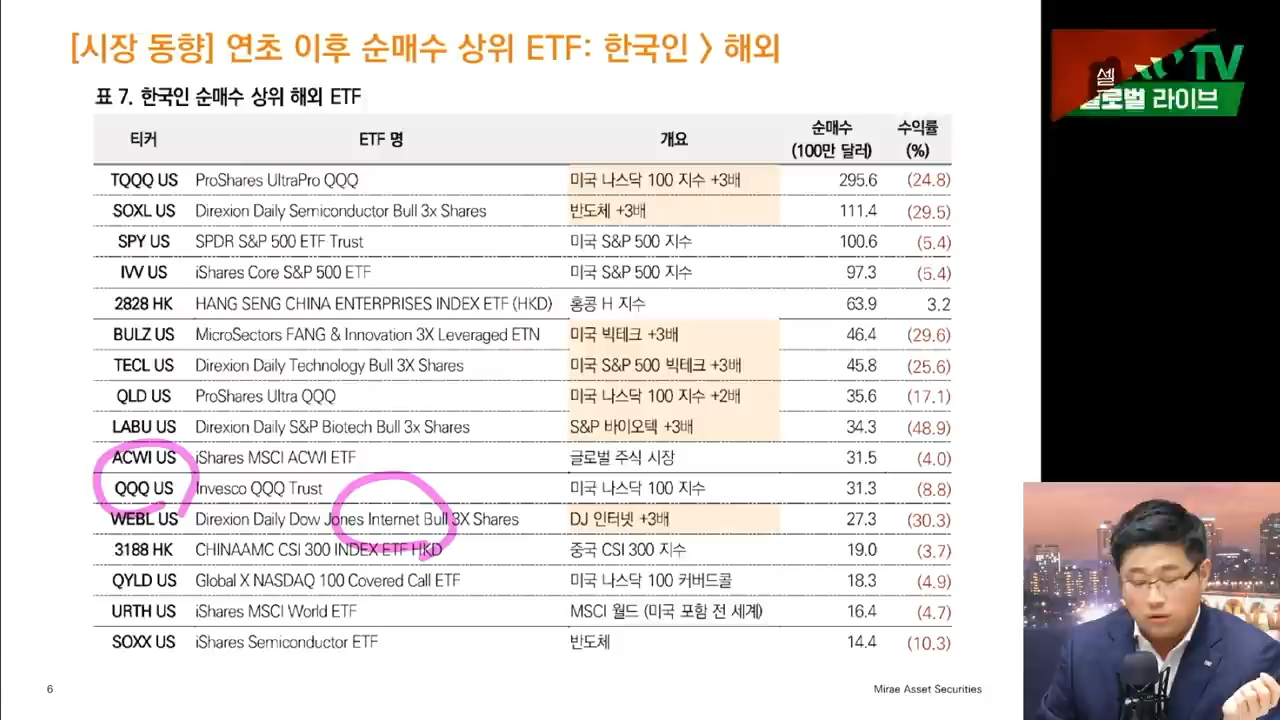 [시장 동향] 연초 이후 순매수 상위 ETF: 한국인 > 해외
표 7. 한국인 순매수 상위 해외 ETF
티커 ETF 명 개요 순매수 (100만 달러) 수익률 (%)
TQQQ US ProShares UltraPro QQQ 미국 나스닥 100 지수 +3배 295.6 (24.8)
SOXL US Direxion Daily Semiconductor Bull 3x Shares 반도체 +3배 111.4 (29.5)
SPY US SPDR S&P 500 ETF Trust 미국 S&P 500 지수 100.6 (5.4)
IVV US iShares Core S&P 500 ETF 미국 S&P 500 지수 97.3 (5.4)
2828 HK HANG SENG CHINA ENTERPRISES INDEX ETF (HKD) 홍콩 H 지수 63.9 3.2
BULZ US MicroSectors FANG & Innovation 3X Leveraged ETN 미국 빅테크 +3배 46.4 (29.6)
TECL US Direxion Daily Technology Bull 3X Shares 미국 S&P 500 빅테크 +3배 45.8 (25.6)
QLD US ProShares Ultra QQQ 미국 나스닥 100 지수 +2배 35.6 (17.1)
LABU US Direxion Daily S&P Biotech Bull 3x Shares S&P 바이오텍 +3배 34.3 (48.9)
ACWI US iShares MSCI ACWI ETF 글로벌 주식 시장 31.5 (4.0)
QQQ US Invesco QQQ Trust 미국 나스닥 100 지수 31.3 (8.8)
WEBL US Direxion Daily Dow Jones Internet Bull 3X Shares DJ 인터넷 +3배 27.3 (30.3)
3188 HK CHINAAMC CSI 300 INDEX ETF HKD 중국 CSI 300 지수 19.0 (3.7)
QYLD US Global X NASDAQ 100 Covered Call ETF 미국 나스닥 100 커버드콜 18.3 (4.9)
URTH US iShares MSCI World ETF MSCI 월드 (미국 포함 전 세계) 16.4 (4.7)
SOXX US iShares Semiconductor ETF 반도체 14.4 (10.3)
6
Mirae Asset Securities
TV
글로벌 라이브